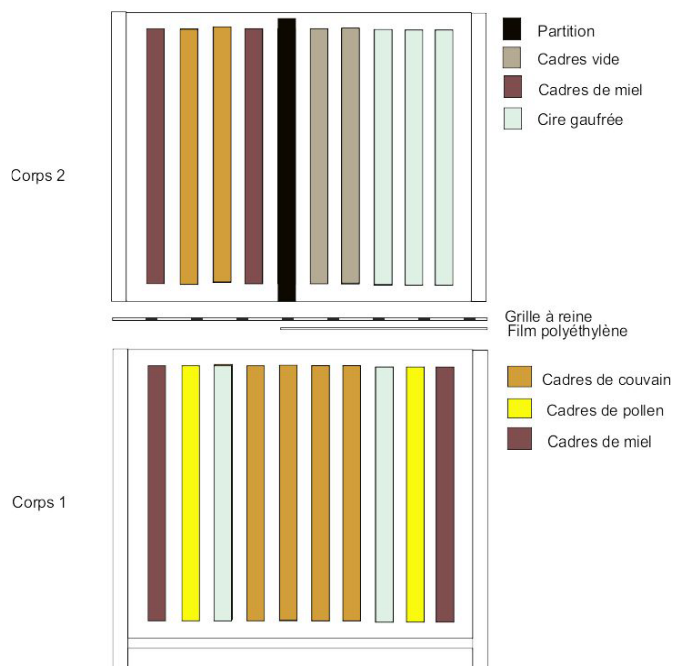 Partition
Cadres vide
Cadres de miel
Cire gaufrée
Corps 2
Grille à reine
Film polyéthylène
Cadres de couvain
Cadres de pollen
Cadres de miel
Corps 1